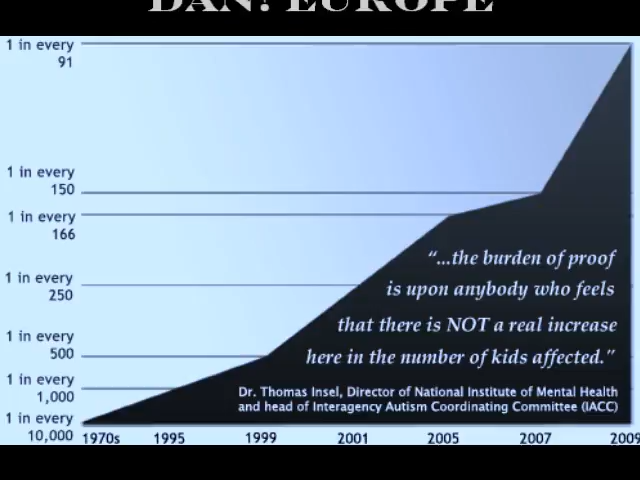 DAN! EUROPE
1 in every
91
1 in every
150
1 in every
166
1 in every
250
1 in every
500
1 in every
1,000
1 in every
10,000
"...the burden of proof
is upon anybody who feels
that there is NOT a real increase
here in the number of kids affected."
Dr. Thomas Insel, Director of National Institute of Mental Health
and head of Interagency Autism Coordinating Committee (IACC)
1970s 1995 1999 2001 2005 2007 2009